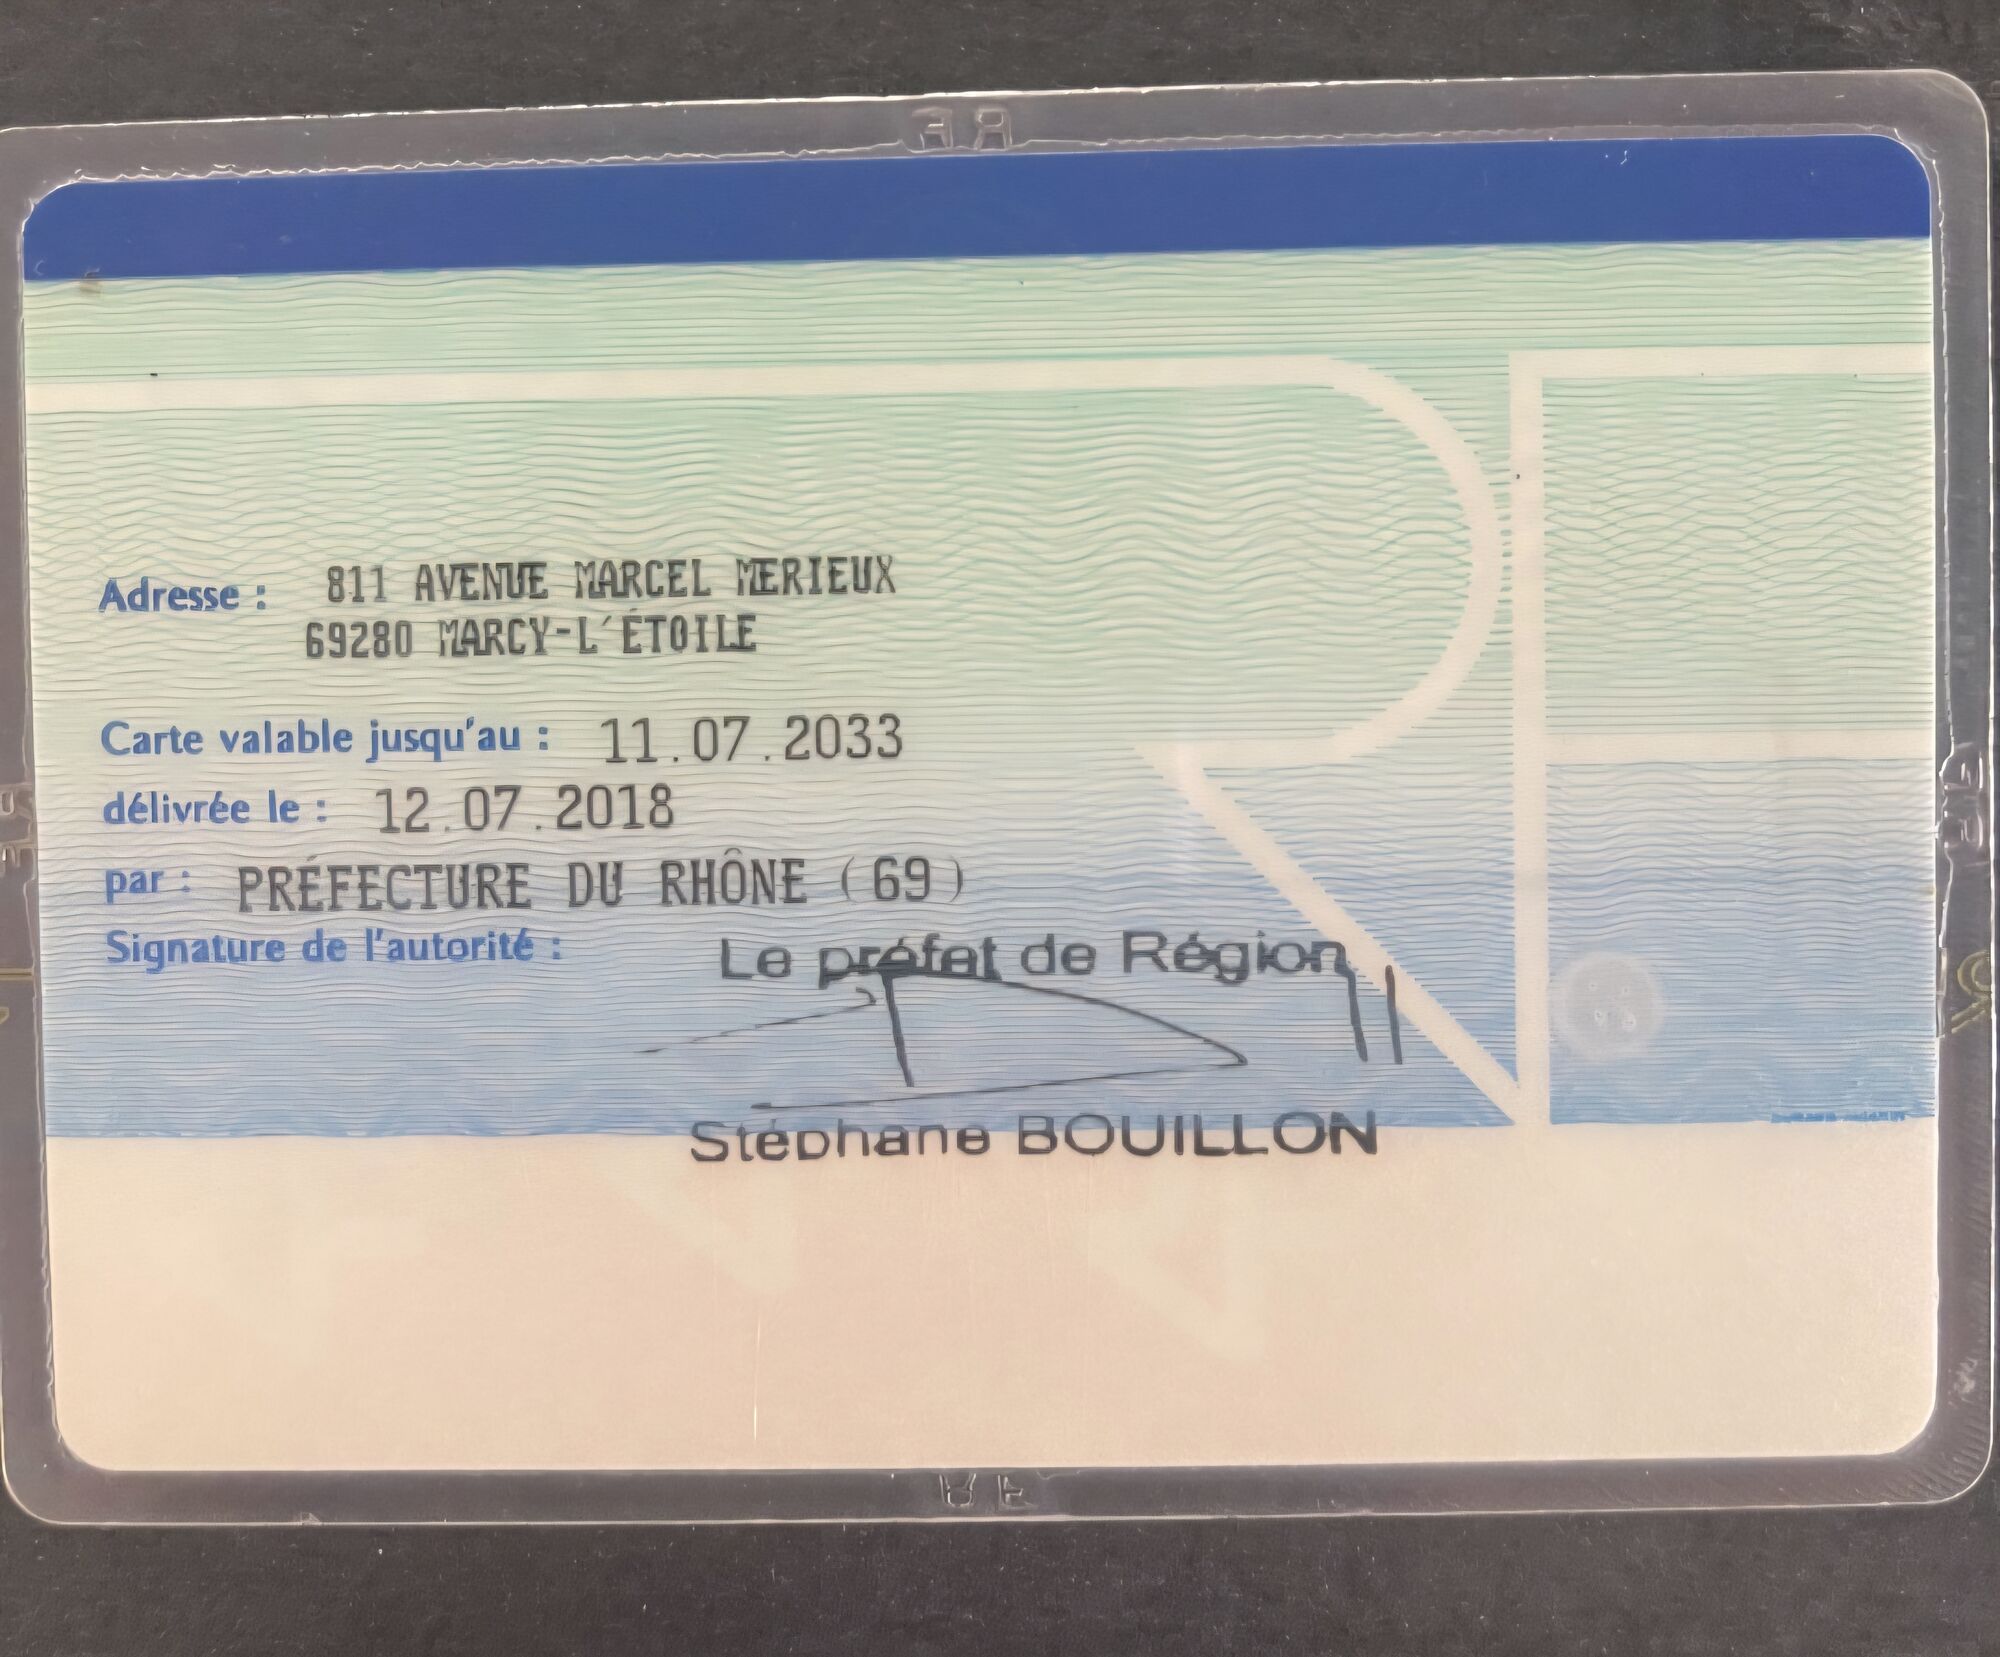 Adresse : 811 AVENUE MARCEL MERIEUX
69280 MARCY-L'ÉTOILE
Carte valable jusqu'au : 11.07.2033
délivrée le : 12.07.2018
par : PRÉFECTURE DU RHÔNE (69)
Signature de l'autorité :
Le préfet de Région
Stéphane BOUILLON